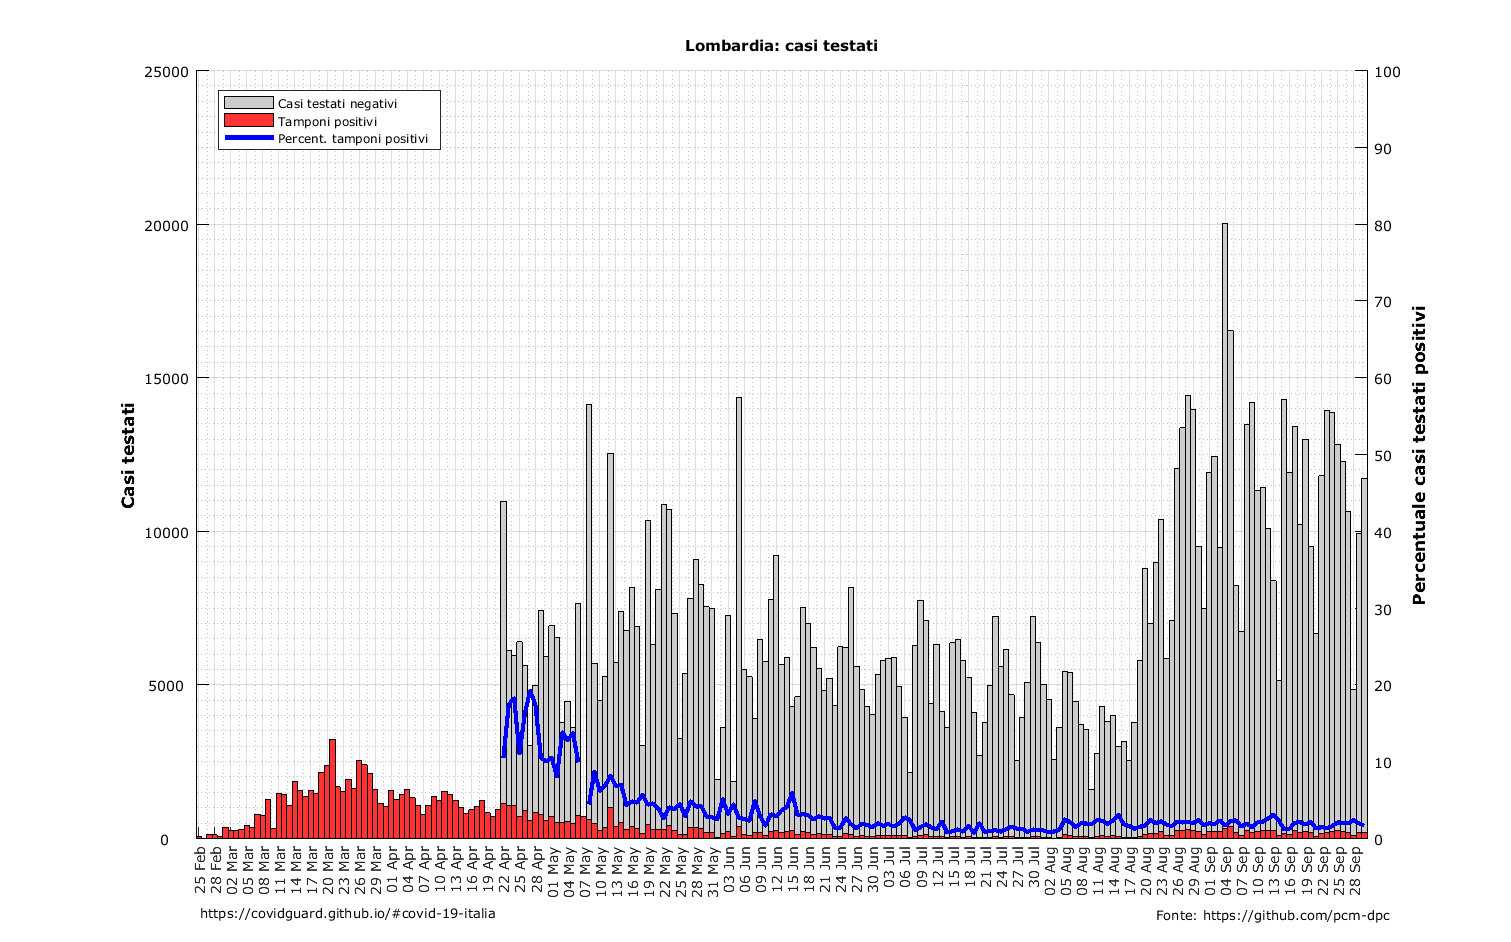 Lombardia: casi testati
25000
20000
15000
10000
5000
0
Casi testati
Casi testati negativi
Tamponi positivi
Percent. tamponi positivi
100
90
80
70
60
50
40
30
20
10
0
Percentuale casi testati positivi
25 Feb
28 Feb
02 Mar
05 Mar
08 Mar
11 Mar
14 Mar
17 Mar
20 Mar
23 Mar
26 Mar
29 Mar
01 Apr
04 Apr
07 Apr
10 Apr
13 Apr
16 Apr
19 Apr
22 Apr
25 Apr
28 Apr
01 May
04 May
07 May
10 May
13 May
16 May
19 May
22 May
25 May
28 May
31 May
03 Jun
06 Jun
09 Jun
12 Jun
15 Jun
18 Jun
21 Jun
24 Jun
27 Jun
30 Jun
03 Jul
06 Jul
09 Jul
12 Jul
15 Jul
18 Jul
21 Jul
24 Jul
27 Jul
30 Jul
02 Aug
05 Aug
08 Aug
11 Aug
14 Aug
17 Aug
20 Aug
23 Aug
26 Aug
29 Aug
01 Sep
04 Sep
07 Sep
10 Sep
13 Sep
16 Sep
19 Sep
22 Sep
25 Sep
28 Sep
https://covidguard.github.io/#covid-19-italia
Fonte: https://github.com/pcm-dpc